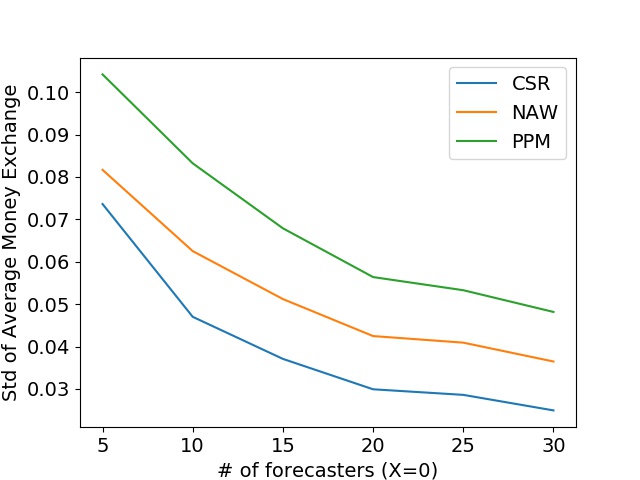 CSR
NAW
PPM
0.10
0.09
0.08
0.07
0.06
0.05
0.04
0.03
Std of Average Money Exchange
5 10 15 20 25 30
# of forecasters (X=0)